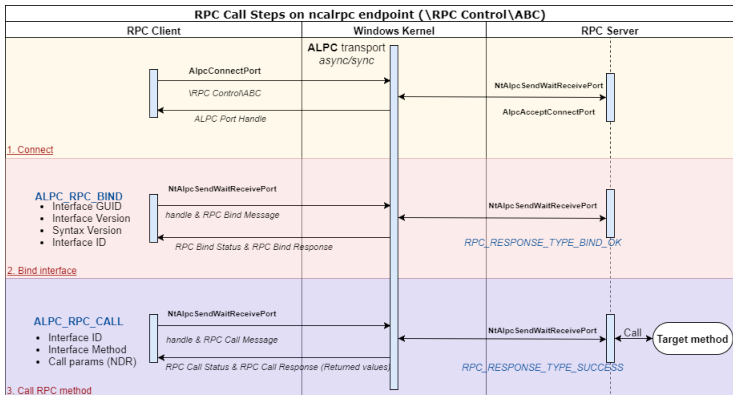 RPC Call Steps on ncalrpc endpoint (\RPC Control\ABC)
RPC Client
Windows Kernel
RPC Server
ALPC transport
async/sync
AlpcConnectPort
\RPC Control\ABC
ALPC Port Handle
NtAlpcSendWaitReceivePort
AlpcAcceptConnectPort
1. Connect
ALPC_RPC_BIND
• Interface GUID
• Interface Version
• Syntax Version
• Interface ID
NtAlpcSendWaitReceivePort
handle & RPC Bind Message
RPC Bind Status & RPC Bind Response
NtAlpcSendWaitReceivePort
RPC_RESPONSE_TYPE_BIND_OK
2. Bind interface
ALPC_RPC_CALL
• Interface ID
• Interface Method
• Call params (NDR)
NtAlpcSendWaitReceivePort
handle & RPC Call Message
RPC Call Status & RPC Call Response (Returned values)
NtAlpcSendWaitReceivePort
Call
Target method
RPC_RESPONSE_TYPE_SUCCESS
3. Call RPC method